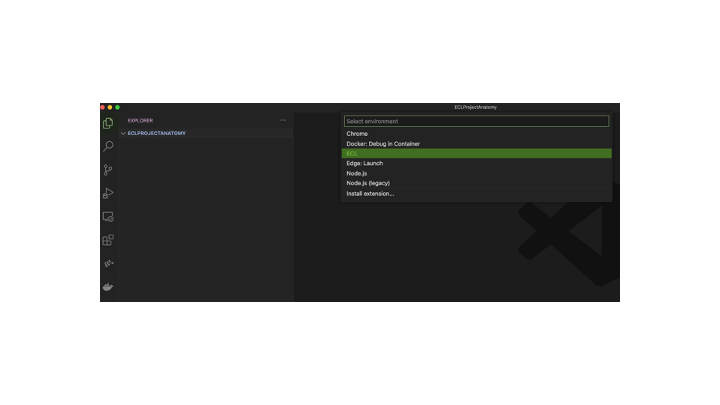 ECLProjectAnatomy
EXPLORER
ECLPROJECTANATOMY
Select environment
Chrome
Docker: Debug in Container
ECL
Edge: Launch
Node.js
Node.js (legacy)
Install extension...